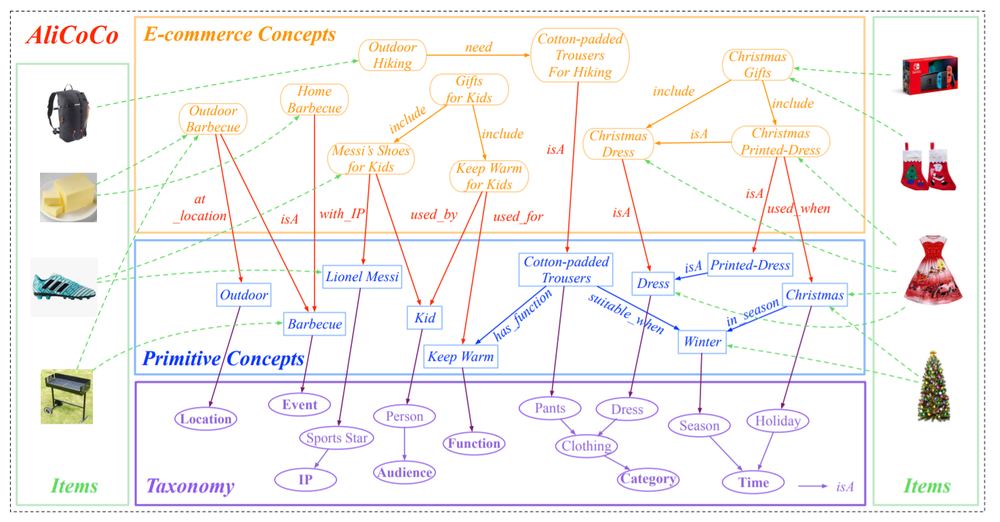 AliCoCo
E-commerce Concepts
Outdoor
Hiking
need
Cotton-padded
Trousers
For Hiking
Christmas
Gifts
Home
Barbecue
Gifts
for Kids
include
include
Outdoor
Barbecue
include
include
Messi's Shoes
for Kids
Keep Warm
for Kids
isA
Christmas
Dress
isA
Christmas
Printed-Dress
at
_location
isA
with_IP
used_by
used_for
isA
isA
used_when
Primitive Concepts
Outdoor
Barbecue
Lionel Messi
Kid
Keep Warm
Cotton-padded
Trousers
has_function
suitable_when
Dress
isA
Printed-Dress
Christmas
in_season
Winter
Taxonomy
Location
Event
Sports Star
IP
Person
Audience
Function
Pants
Dress
Clothing
Category
Season
Holiday
Time
isA
Items
Items